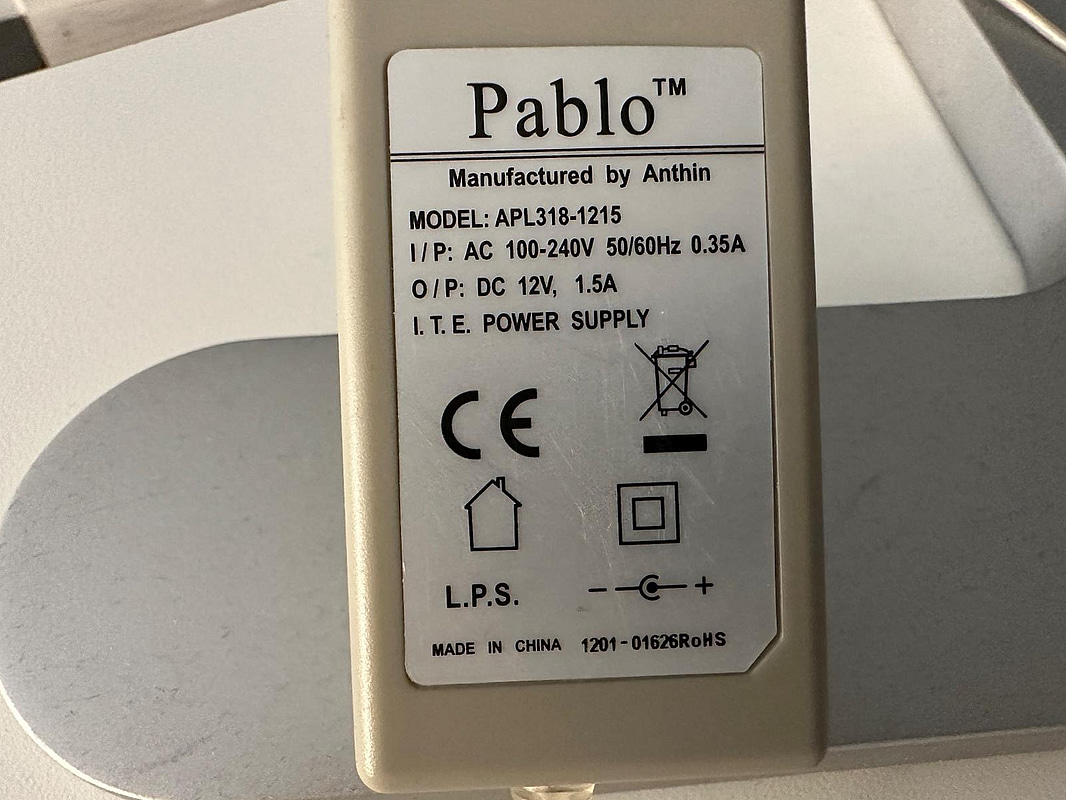 Pablo™
Manufactured by Anthin
MODEL: APL318-1215
I/P: AC 100-240V 50/60Hz 0.35A
O/P: DC 12V, 1.5A
I.T.E. POWER SUPPLY
CE
L.P.S.
- +
MADE IN CHINA 1201-01626RoHS